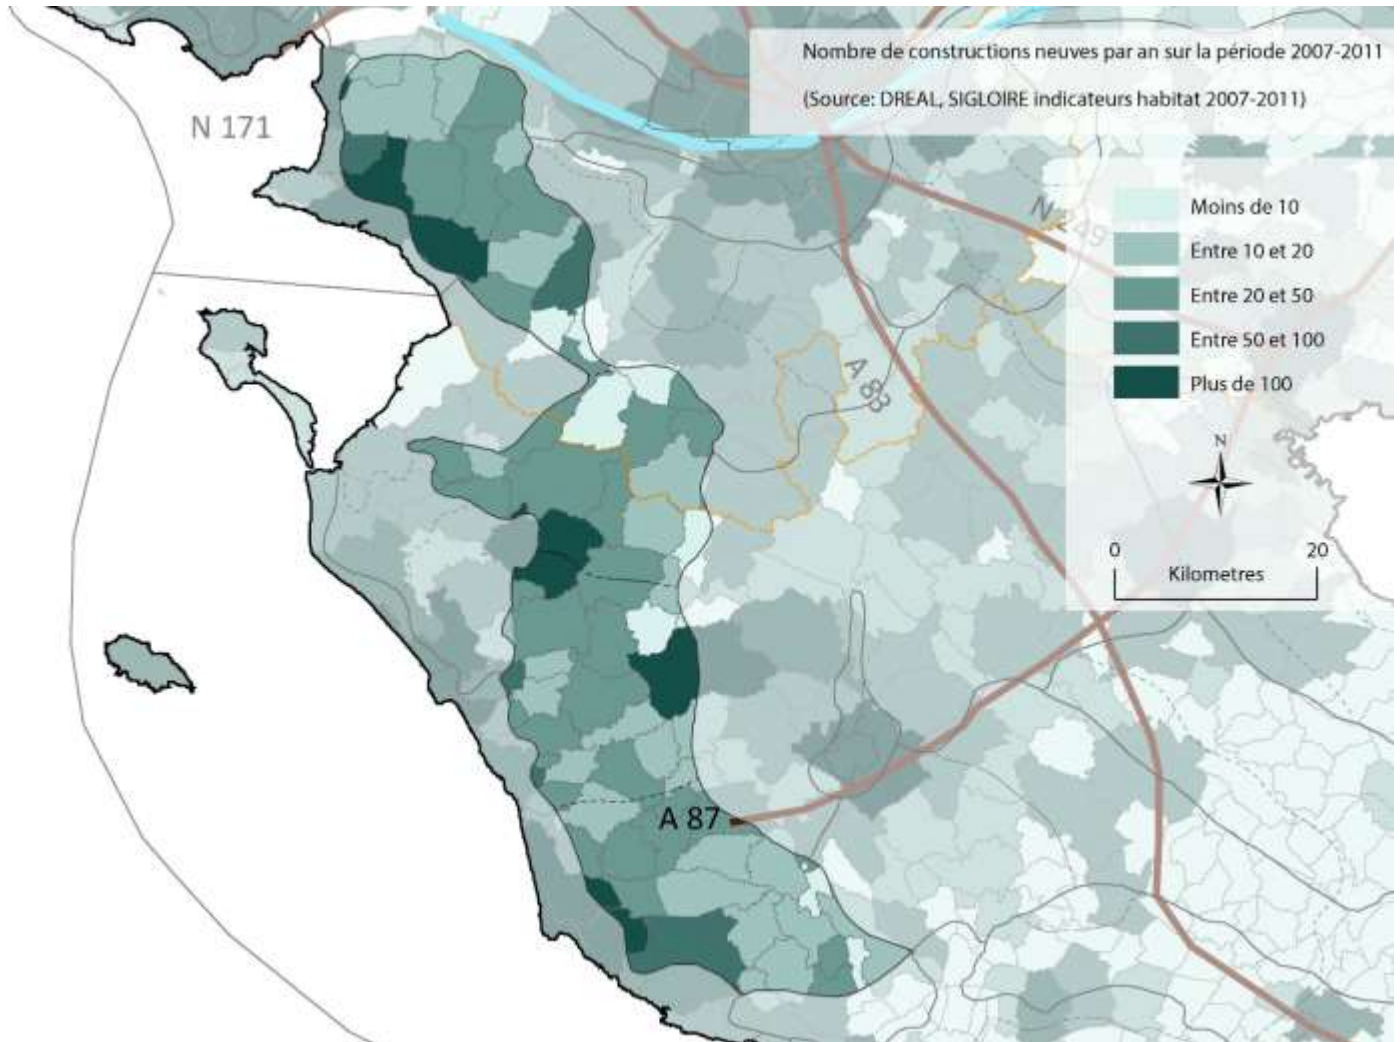 Nombre de constructions neuves par an sur la période 2007-2011
(Source: DREAL, SIGLOIRE indicateurs habitat 2007-2011)
N 171
Moins de 10
N 249
Entre 10 et 20
Entre 20 et 50
Entre 50 et 100
Plus de 100
A 83
N
0 20
Kilometres
A 87